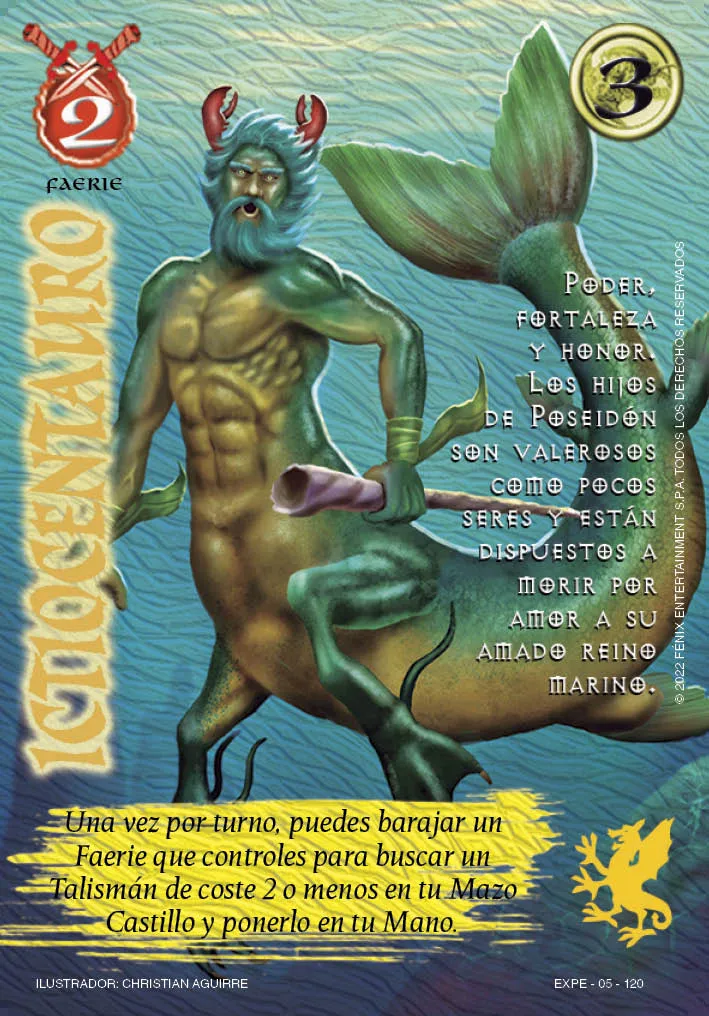 2
3
FAERIE
ICTIOCENTAURO
PODER,
FORTALEZA
Y HONOR.
LOS HIJOS
DE POSEIDÓN
SON VALEROSOS
COMO POCOS
SERES Y ESTÁN
DISPUESTOS A
MORIR POR
AMOR A SU
AMADO REINO
MARINO.
© 2022 FÉNIX ENTERTAINMENT S.P.A. TODOS LOS DERECHOS RESERVADOS
Una vez por turno, puedes barajar un
Faerie que controles para buscar un
Talismán de coste 2 o menos en tu Mazo
Castillo y ponerlo en tu Mano.
ILUSTRADOR: CHRISTIAN AGUIRRE
EXPE - 05 - 120